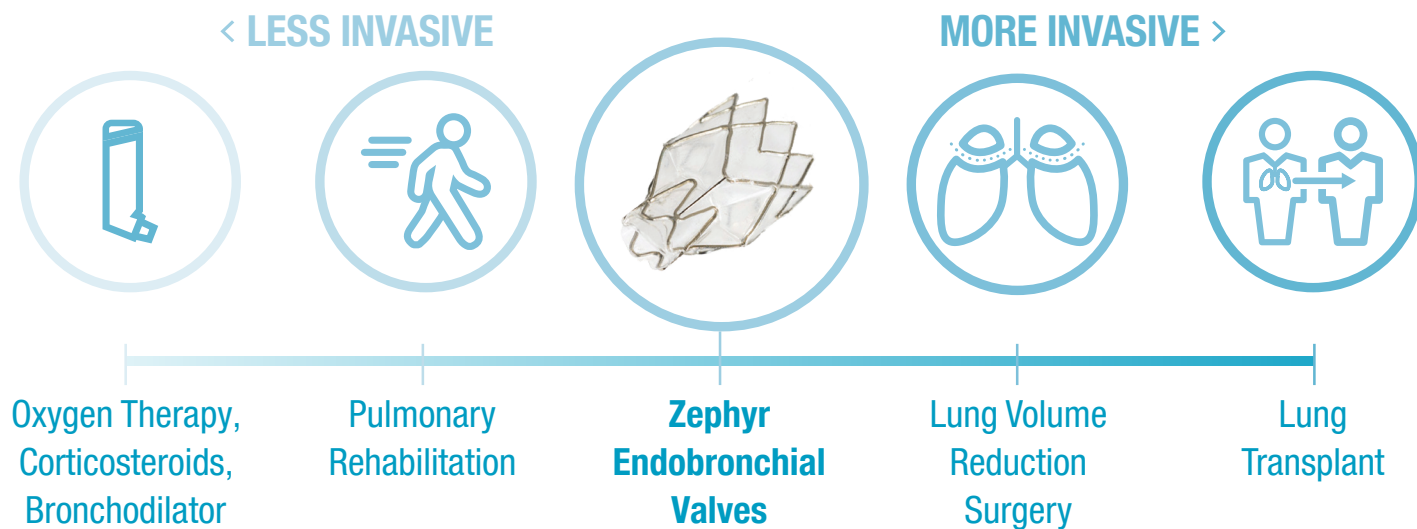 < LESS INVASIVE
MORE INVASIVE >
Oxygen Therapy,
Corticosteroids,
Bronchodilator
Pulmonary
Rehabilitation
Zephyr
Endobronchial
Valves
Lung Volume
Reduction
Surgery
Lung
Transplant